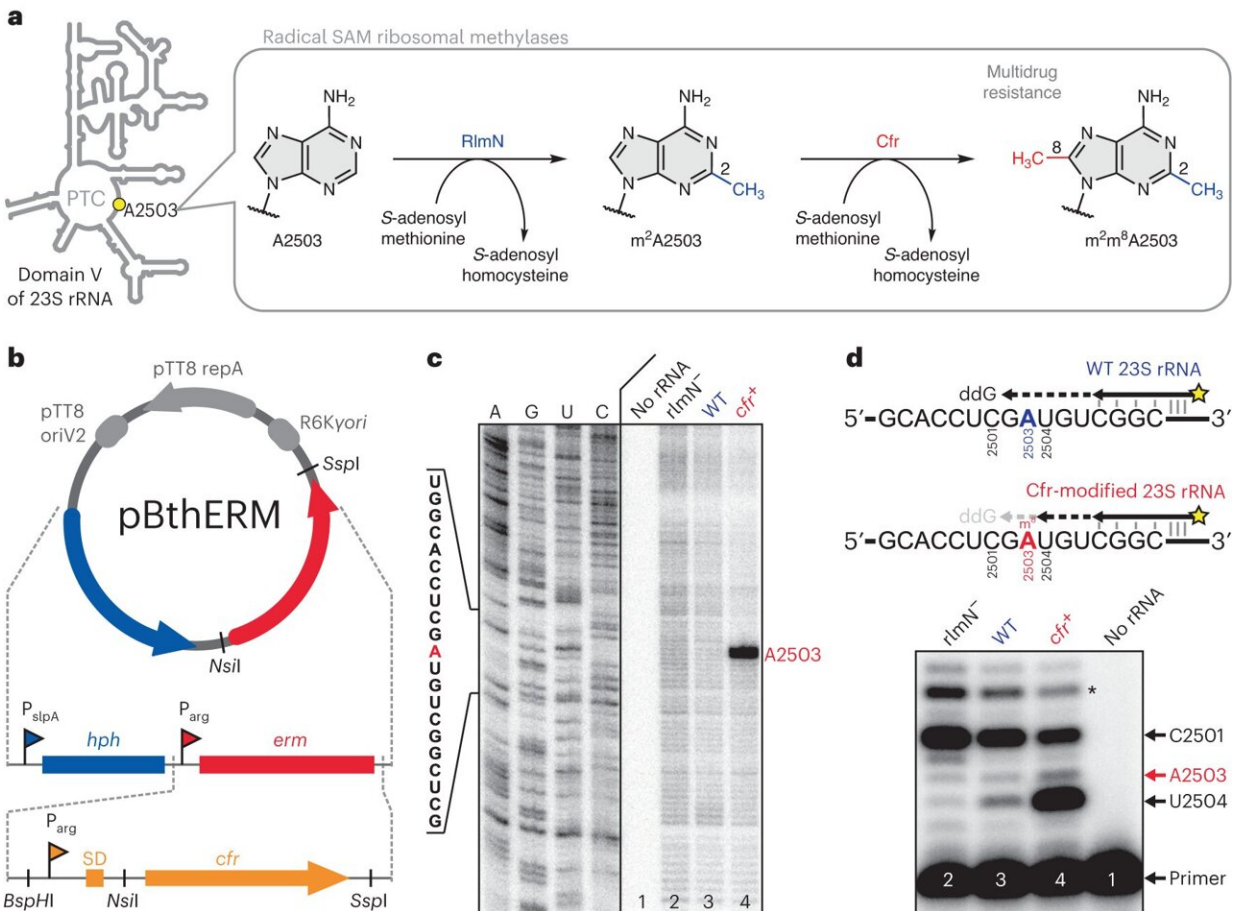 a
Radical SAM ribosomal methylases
PTC
A2503
Domain V
of 23S rRNA
NH2
N
N
N
N
A2503
RlmN
S-adenosyl
methionine
S-adenosyl
homocysteine
NH2
N
N
N
N
2
CH3
m2A2503
Cfr
S-adenosyl
methionine
S-adenosyl
homocysteine
Multidrug
resistance
NH2
H3C
8
N
N
N
N
2
CH3
m2m8A2503
b
pTT8 repA
pTT8
oriV2
R6Kγori
SspI
pBthERM
NsiI
PslpA
hph
Parg
erm
Parg
SD
cfr
BspHI
NsiI
SspI
c
A G U C
No rRNA
rlmN−
WT
cfr+
U
G
G
C
A
C
C
U
C
G
A
U
G
U
C
G
G
C
U
C
G
A2503
1 2 3 4
d
WT 23S rRNA
ddG
5′-GCACCUCGAUGUCGGC 3′
2501
2503
2504
Cfr-modified 23S rRNA
ddG
m8
5′-GCACCUCGAUGUCGGC 3′
2501
2503
2504
rlmN−
WT
cfr+
No rRNA
*
C2501
A2503
U2504
Primer
2 3 4 1